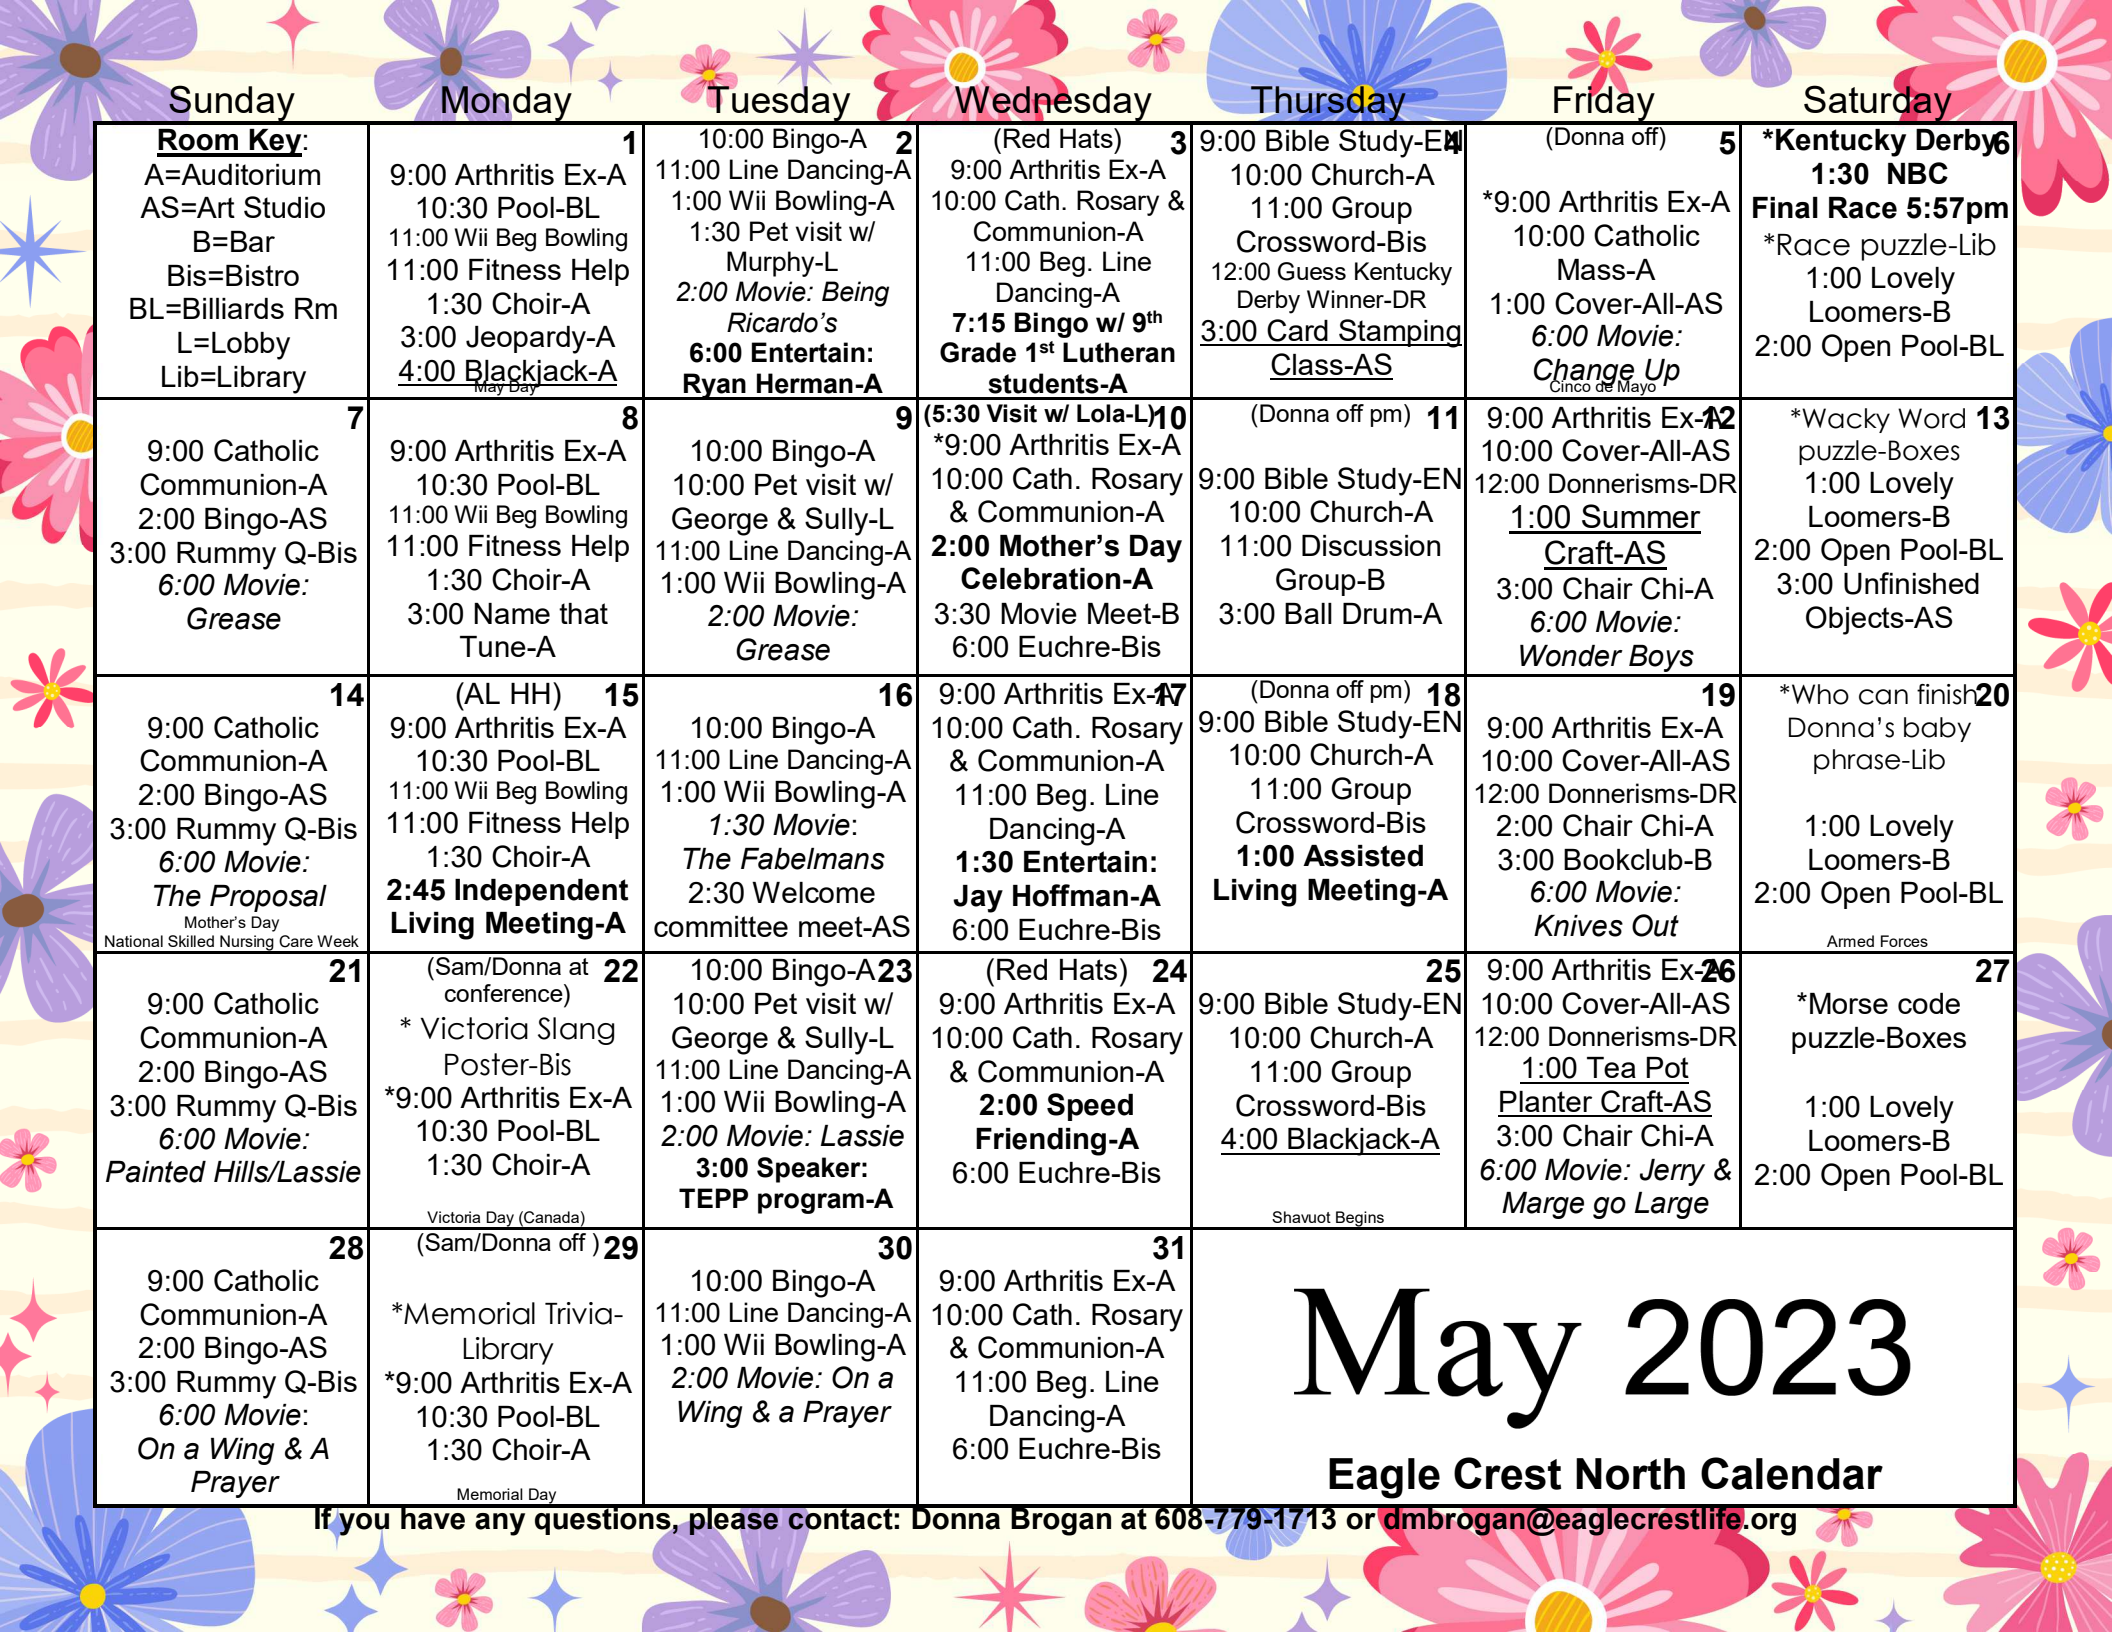 Sunday Monday Tuesday Wednesday Thursday Friday Saturday
Room Key:
A=Auditorium
AS=Art Studio
B=Bar
Bis=Bistro
BL=Billiards Rm
L=Lobby
Lib=Library
1
9:00 Arthritis Ex-A
10:30 Pool-BL
11:00 Wii Beg Bowling
11:00 Fitness Help
1:30 Choir-A
3:00 Jeopardy-A
4:00 Blackjack-A
May Day
10:00 Bingo-A 2
11:00 Line Dancing-A
1:00 Wii Bowling-A
1:30 Pet visit w/
Murphy-L
2:00 Movie: Being
Ricardo's
6:00 Entertain:
Ryan Herman-A
(Red Hats) 3
9:00 Arthritis Ex-A
10:00 Cath. Rosary &
Communion-A
11:00 Beg. Line
Dancing-A
7:15 Bingo w/ 9th
Grade 1st Lutheran
students-A
9:00 Bible Study-EN 4
10:00 Church-A
11:00 Group
Crossword-Bis
12:00 Guess Kentucky
Derby Winner-DR
3:00 Card Stamping
Class-AS
(Donna off) 5
*9:00 Arthritis Ex-A
10:00 Catholic
Mass-A
1:00 Cover-All-AS
6:00 Movie:
Change Up
Cinco de Mayo
*Kentucky Derby 6
1:30 NBC
Final Race 5:57pm
*Race puzzle-Lib
1:00 Lovely
Loomers-B
2:00 Open Pool-BL
7
9:00 Catholic
Communion-A
2:00 Bingo-AS
3:00 Rummy Q-Bis
6:00 Movie:
Grease
8
9:00 Arthritis Ex-A
10:30 Pool-BL
11:00 Wii Beg Bowling
11:00 Fitness Help
1:30 Choir-A
3:00 Name that
Tune-A
9
10:00 Bingo-A
10:00 Pet visit w/
George & Sully-L
11:00 Line Dancing-A
1:00 Wii Bowling-A
2:00 Movie:
Grease
(5:30 Visit w/ Lola-L) 10
*9:00 Arthritis Ex-A
10:00 Cath. Rosary
& Communion-A
2:00 Mother's Day
Celebration-A
3:30 Movie Meet-B
6:00 Euchre-Bis
(Donna off pm) 11
9:00 Bible Study-EN
10:00 Church-A
11:00 Discussion
Group-B
3:00 Ball Drum-A
9:00 Arthritis Ex-A 12
10:00 Cover-All-AS
12:00 Donnerisms-DR
1:00 Summer
Craft-AS
3:00 Chair Chi-A
6:00 Movie:
Wonder Boys
*Wacky Word 13
puzzle-Boxes
1:00 Lovely
Loomers-B
2:00 Open Pool-BL
3:00 Unfinished
Objects-AS
14
9:00 Catholic
Communion-A
2:00 Bingo-AS
3:00 Rummy Q-Bis
6:00 Movie:
The Proposal
Mother's Day
National Skilled Nursing Care Week
(AL HH) 15
9:00 Arthritis Ex-A
10:30 Pool-BL
11:00 Wii Beg Bowling
11:00 Fitness Help
1:30 Choir-A
2:45 Independent
Living Meeting-A
16
10:00 Bingo-A
11:00 Line Dancing-A
1:00 Wii Bowling-A
1:30 Movie:
The Fabelmans
2:30 Welcome
committee meet-AS
9:00 Arthritis Ex-A 17
10:00 Cath. Rosary
& Communion-A
11:00 Beg. Line
Dancing-A
1:30 Entertain:
Jay Hoffman-A
6:00 Euchre-Bis
(Donna off pm) 18
9:00 Bible Study-EN
10:00 Church-A
11:00 Group
Crossword-Bis
1:00 Assisted
Living Meeting-A
19
9:00 Arthritis Ex-A
10:00 Cover-All-AS
12:00 Donnerisms-DR
2:00 Chair Chi-A
3:00 Bookclub-B
6:00 Movie:
Knives Out
*Who can finish 20
Donna's baby
phrase-Lib
1:00 Lovely
Loomers-B
2:00 Open Pool-BL
Armed Forces
21
9:00 Catholic
Communion-A
2:00 Bingo-AS
3:00 Rummy Q-Bis
6:00 Movie:
Painted Hills/Lassie
(Sam/Donna at 22
conference)
* Victoria Slang
Poster-Bis
*9:00 Arthritis Ex-A
10:30 Pool-BL
1:30 Choir-A
Victoria Day (Canada)
10:00 Bingo-A 23
10:00 Pet visit w/
George & Sully-L
11:00 Line Dancing-A
1:00 Wii Bowling-A
2:00 Movie: Lassie
3:00 Speaker:
TEPP program-A
(Red Hats) 24
9:00 Arthritis Ex-A
10:00 Cath. Rosary
& Communion-A
2:00 Speed
Friending-A
6:00 Euchre-Bis
25
9:00 Bible Study-EN
10:00 Church-A
11:00 Group
Crossword-Bis
4:00 Blackjack-A
Shavuot Begins
9:00 Arthritis Ex-A 26
10:00 Cover-All-AS
12:00 Donnerisms-DR
1:00 Tea Pot
Planter Craft-AS
3:00 Chair Chi-A
6:00 Movie: Jerry &
Marge go Large
27
*Morse code
puzzle-Boxes
1:00 Lovely
Loomers-B
2:00 Open Pool-BL
28
9:00 Catholic
Communion-A
2:00 Bingo-AS
3:00 Rummy Q-Bis
6:00 Movie:
On a Wing & A
Prayer
(Sam/Donna off ) 29
*Memorial Trivia-
Library
*9:00 Arthritis Ex-A
10:30 Pool-BL
1:30 Choir-A
Memorial Day
30
10:00 Bingo-A
11:00 Line Dancing-A
1:00 Wii Bowling-A
2:00 Movie: On a
Wing & a Prayer
31
9:00 Arthritis Ex-A
10:00 Cath. Rosary
& Communion-A
11:00 Beg. Line
Dancing-A
6:00 Euchre-Bis
May 2023
Eagle Crest North Calendar
If you have any questions, please contact: Donna Brogan at 608-779-1713 or dmbrogan@eaglecrestlife.org